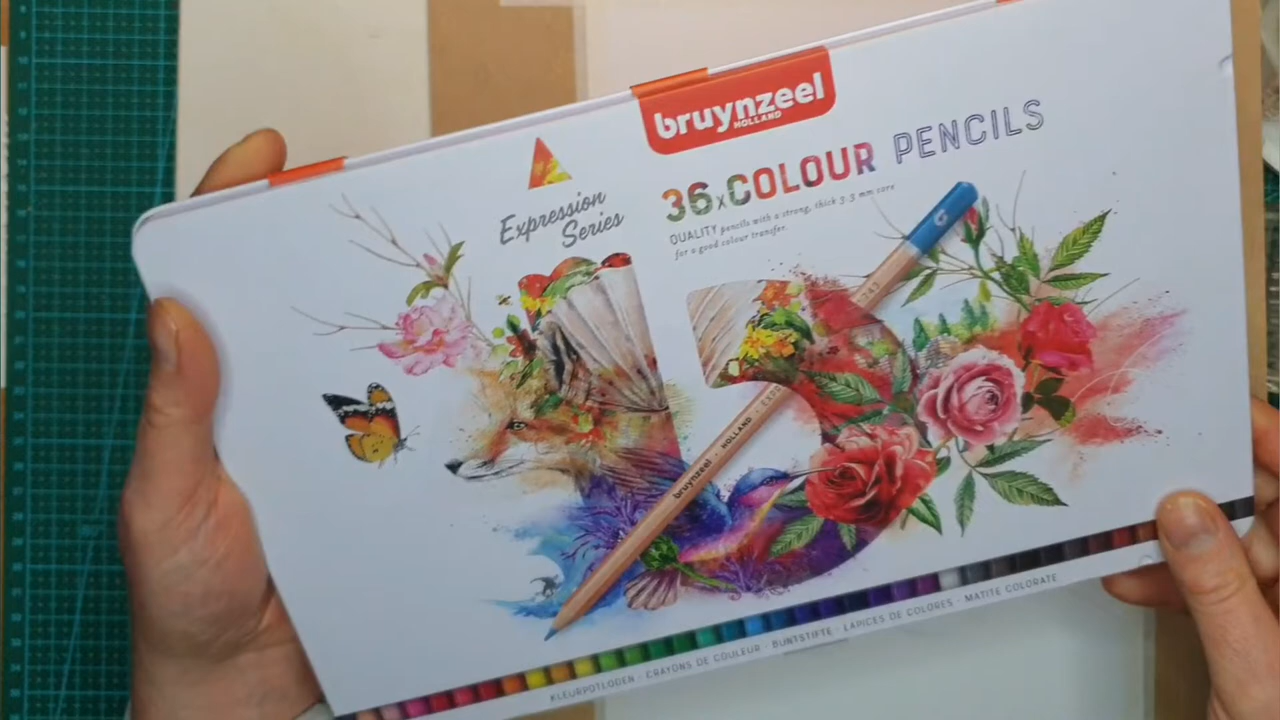 bruynzeel
HOLLAND
36xCOLOUR PENCILS
QUALITY pencils with a strong, thick 3.3 mm core
for a good colour transfer.
Expression
Series
bruynzeel · HOLLAND
KLEURPOTLODEN · CRAYONS DE COULEUR · BUNTSTIFTE · LÁPICES DE COLORES · MATITE COLORATE